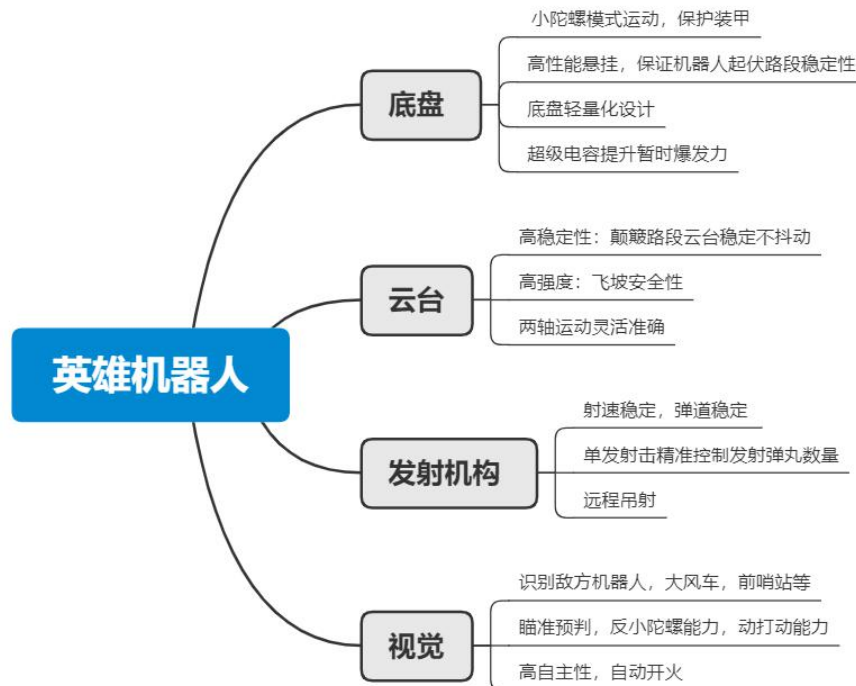 英雄机器人
底盘
小陀螺模式运动，保护装甲
高性能悬挂，保证机器人起伏路段稳定性
底盘轻量化设计
超级电容提升暂时爆发力
云台
高稳定性：颠簸路段云台稳定不抖动
高强度：飞坡安全性
两轴运动灵活准确
发射机构
射速稳定，弹道稳定
单发射击精准控制发射弹丸数量
远程吊射
视觉
识别敌方机器人，大风车，前哨站等
瞄准预判，反小陀螺能力，动打动能力
高自主性，自动开火